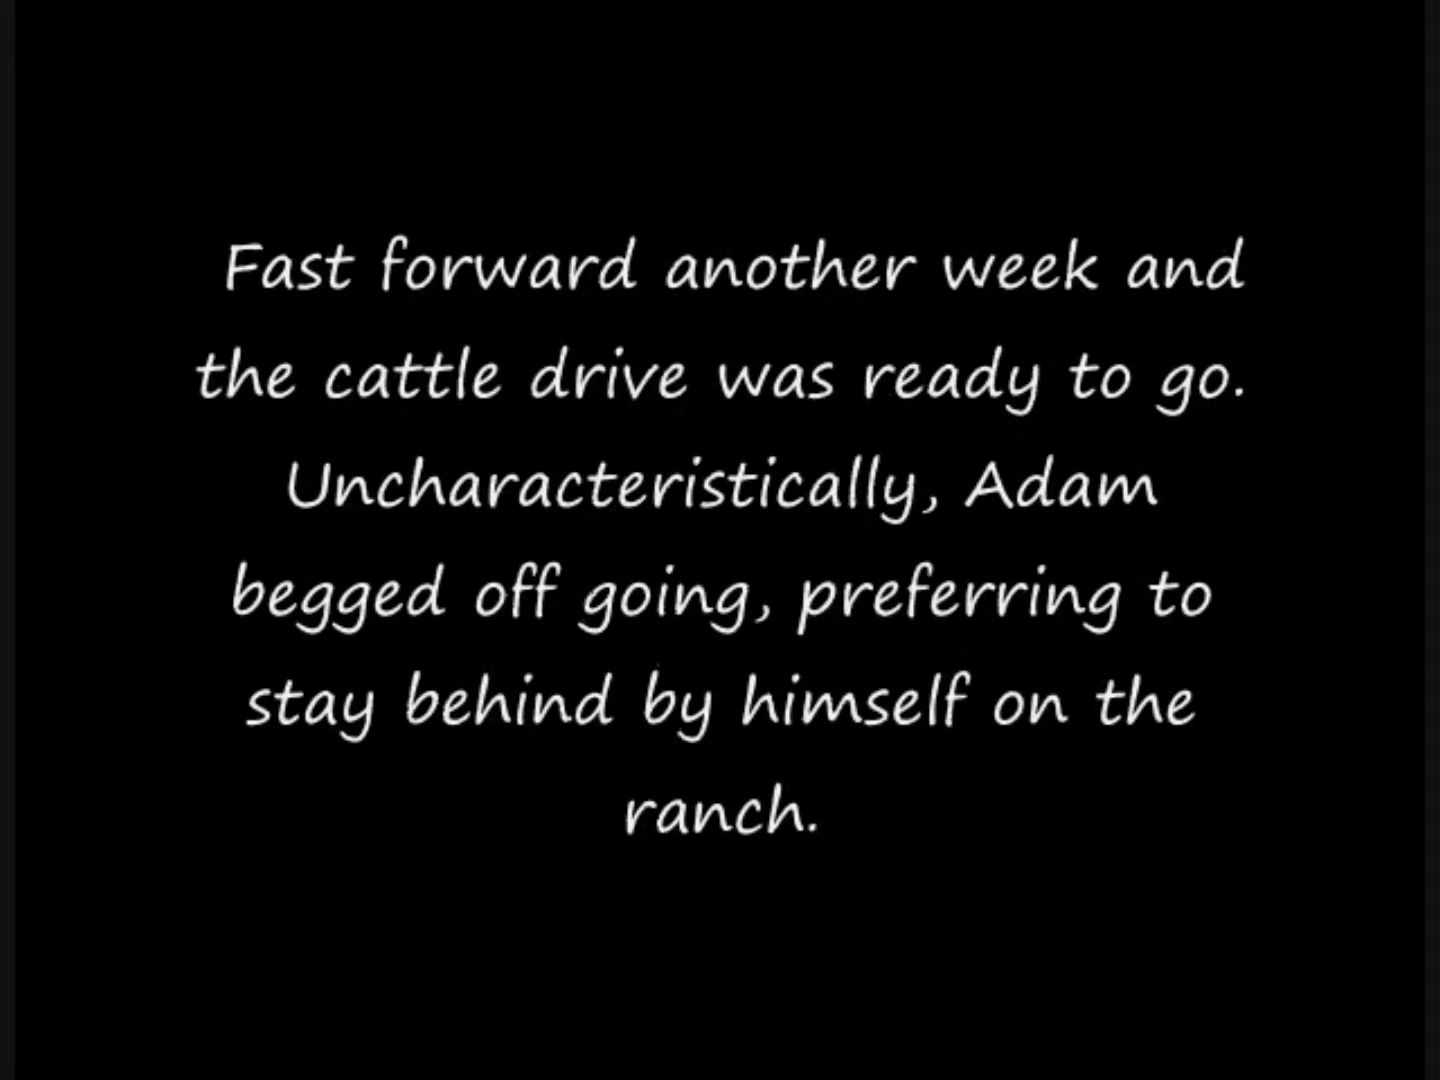 Fast forward another week and
the cattle drive was ready to go.
Uncharacteristically, Adam
begged off going, preferring to
stay behind by himself on the
ranch.